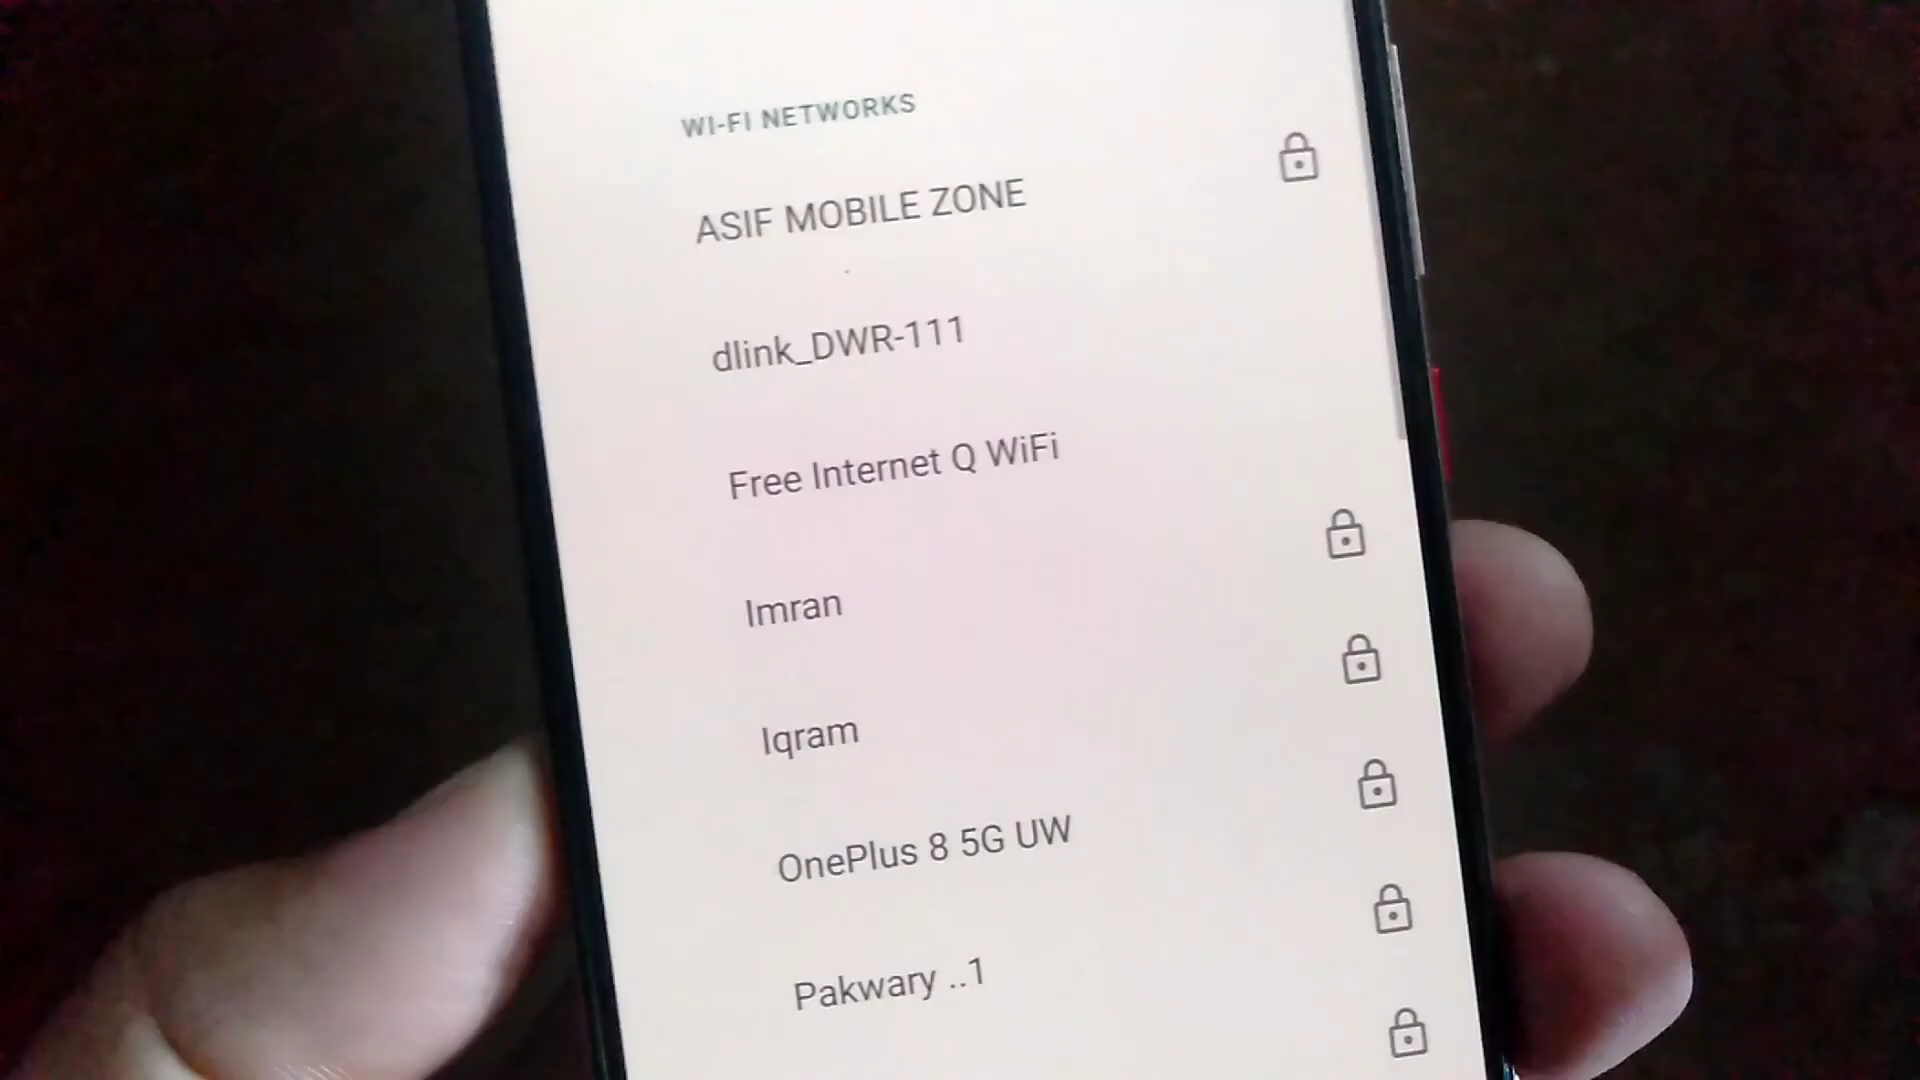 WI-FI NETWORKS
ASIF MOBILE ZONE
dlink_DWR-111
Free Internet Q WiFi
Imran
Iqram
OnePlus 8 5G UW
Pakwary ..1